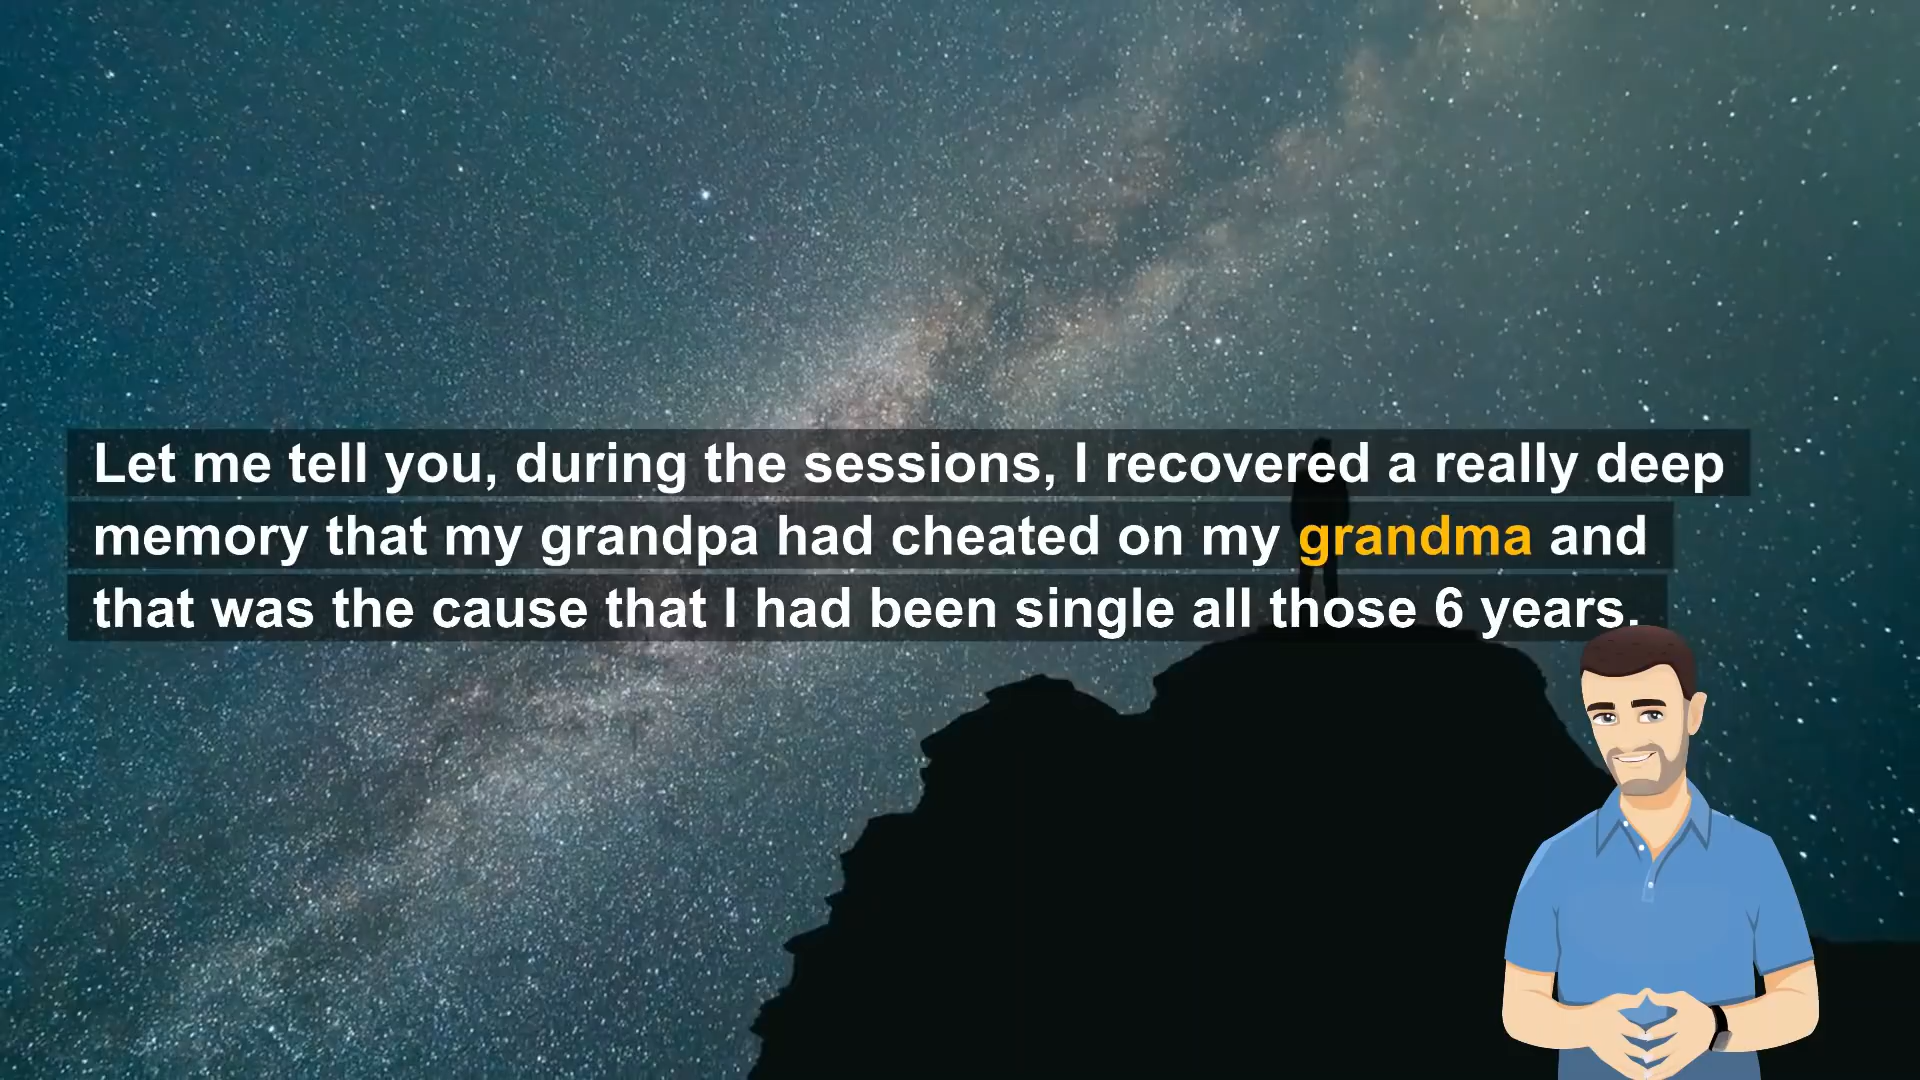 Let me tell you, during the sessions, I recovered a really deep
memory that my grandpa had cheated on my grandma and
that was the cause that I had been single all those 6 years.